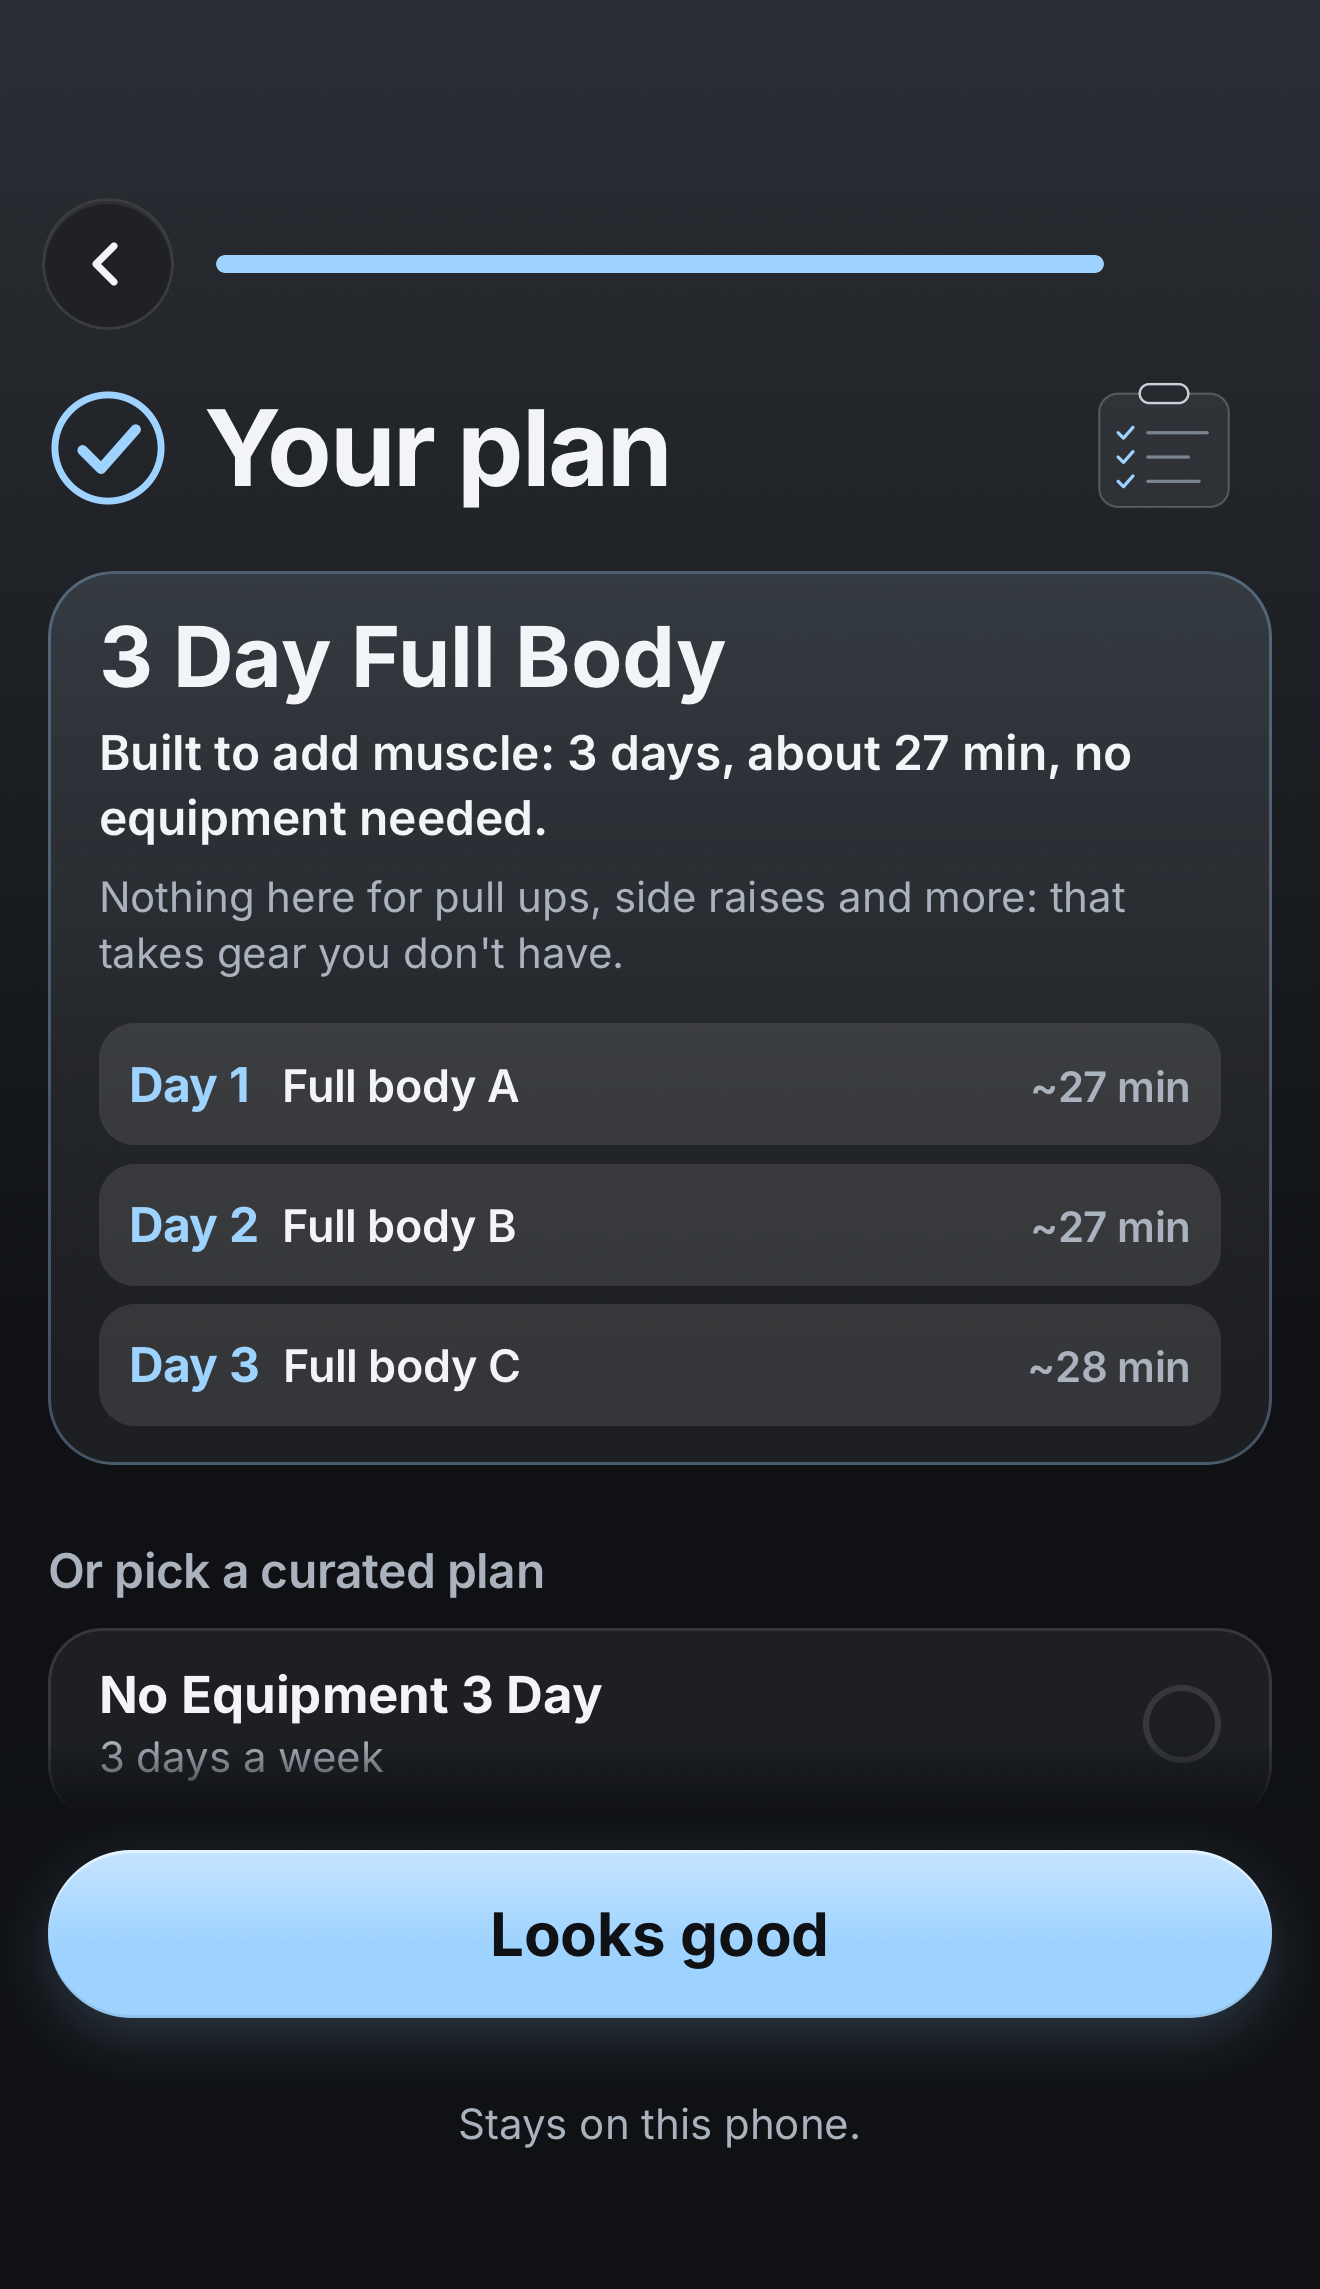 Your plan
3 Day Full Body
Built to add muscle: 3 days, about 27 min, no
equipment needed.
Nothing here for pull ups, side raises and more: that
takes gear you don't have.
Day 1 Full body A ~27 min
Day 2 Full body B ~27 min
Day 3 Full body C ~28 min
Or pick a curated plan
No Equipment 3 Day
3 days a week
Looks good
Stays on this phone.